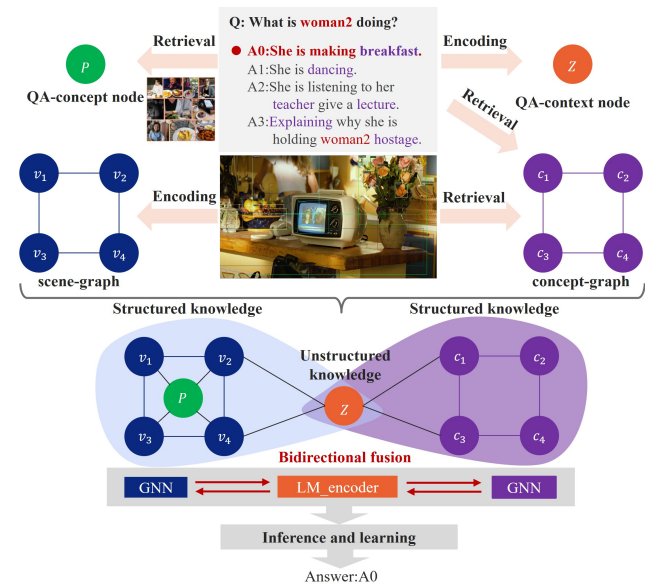 Q: What is woman2 doing?
Retrieval
A0:She is making breakfast.
Encoding
P
A1:She is dancing.
Z
A2:She is listening to her
teacher give a lecture.
QA-concept node
QA-context node
A3:Explaining why she is
holding woman2 hostage.
Retrieval
v1
v2
Encoding
Retrieval
c1
c2
v3
v4
c3
c4
scene-graph
concept-graph
Structured knowledge
Structured knowledge
v1
v2
Unstructured
knowledge
c1
c2
P
Z
v3
v4
c3
c4
Bidirectional fusion
GNN
LM_encoder
GNN
Inference and learning
Answer:A0